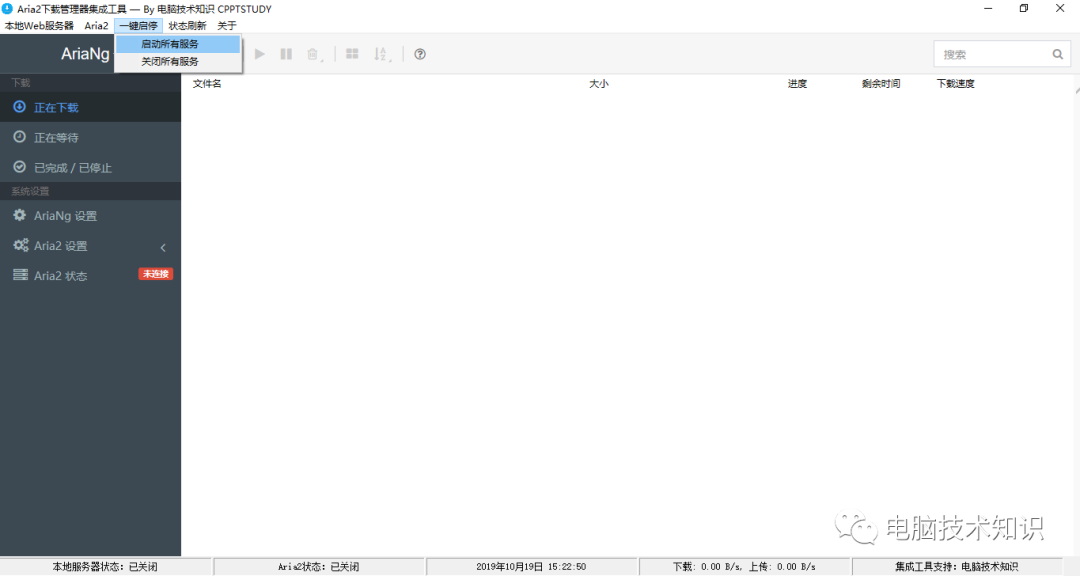 Aria2下载管理器集成工具 — By 电脑技术知识 CPPTSTUDY
本地Web服务器 Aria2 一键启停 状态刷新 关于
启动所有服务
关闭所有服务
AriaNg
搜索
下载
正在下载
正在等待
已完成 / 已停止
系统设置
AriaNg 设置
Aria2 设置
Aria2 状态 未连接
文件名 大小 进度 剩余时间 下载速度
电脑技术知识
本地服务器状态：已关闭 Aria2状态：已关闭 2019年10月19日 15:22:50 下载: 0.00 B/s, 上传: 0.00 B/s 集成工具支持：电脑技术知识